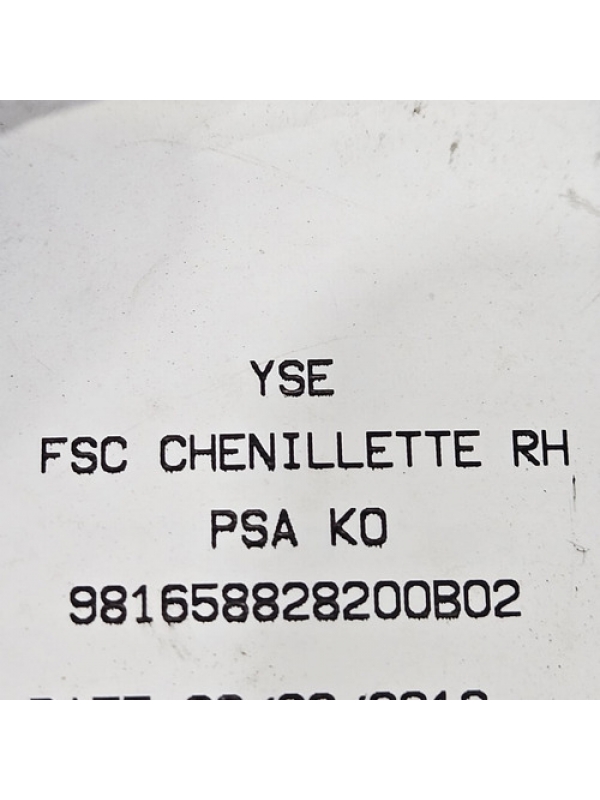 YSE
FSC CHENILLETTE RH
PSA KO
981658828200B02